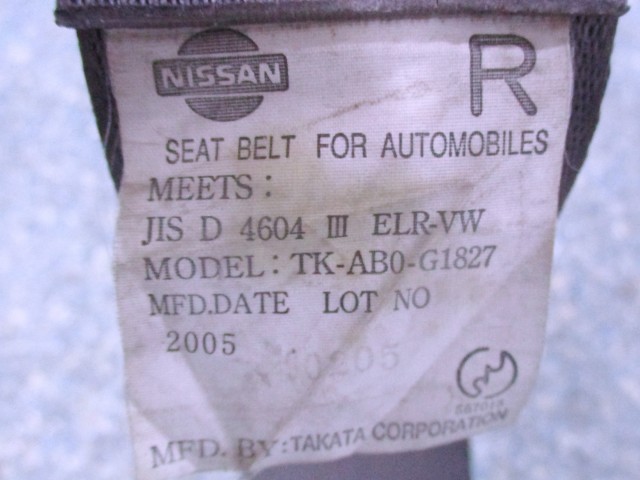 NISSAN
R
SEAT BELT FOR AUTOMOBILES
MEETS:
JIS D 4604 III ELR-VW
MODEL: TK-AB0-G1827
MFD.DATE LOT NO
2005
0205
MFD. BY: TAKATA CORPORATION